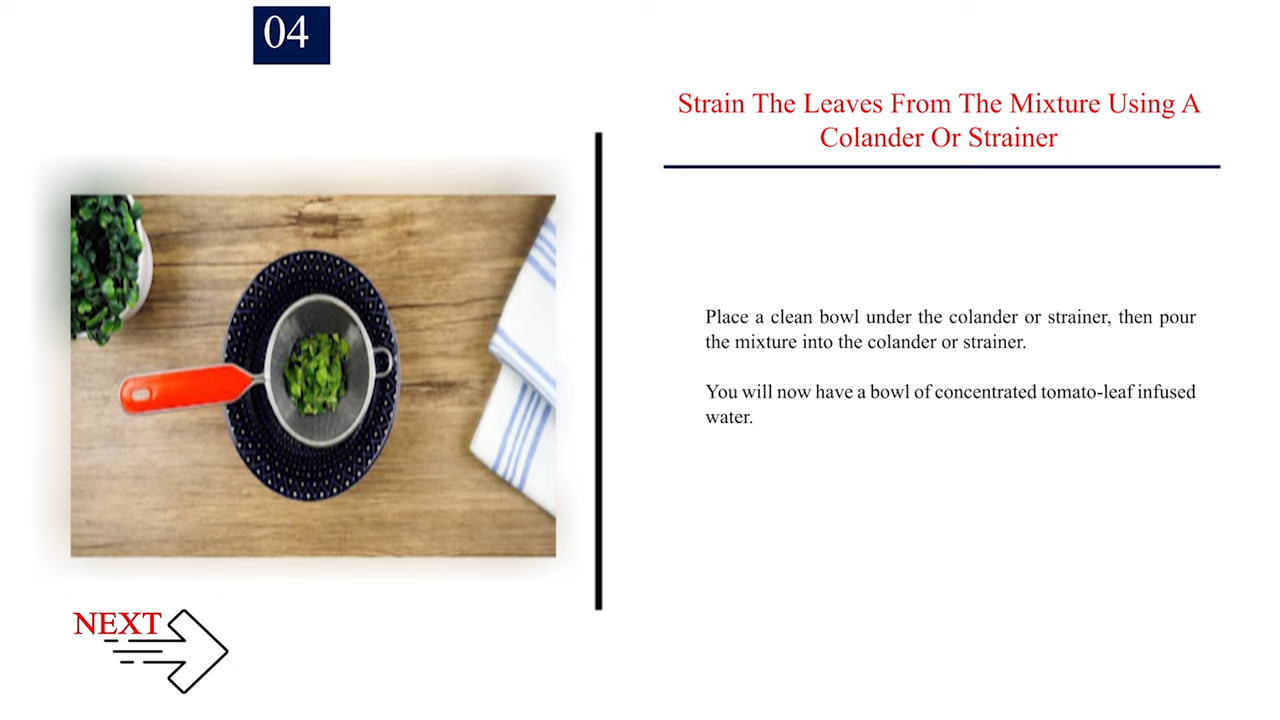 04
Strain The Leaves From The Mixture Using A
Colander Or Strainer
Place a clean bowl under the colander or strainer, then pour
the mixture into the colander or strainer.
You will now have a bowl of concentrated tomato-leaf infused
water.
NEXT